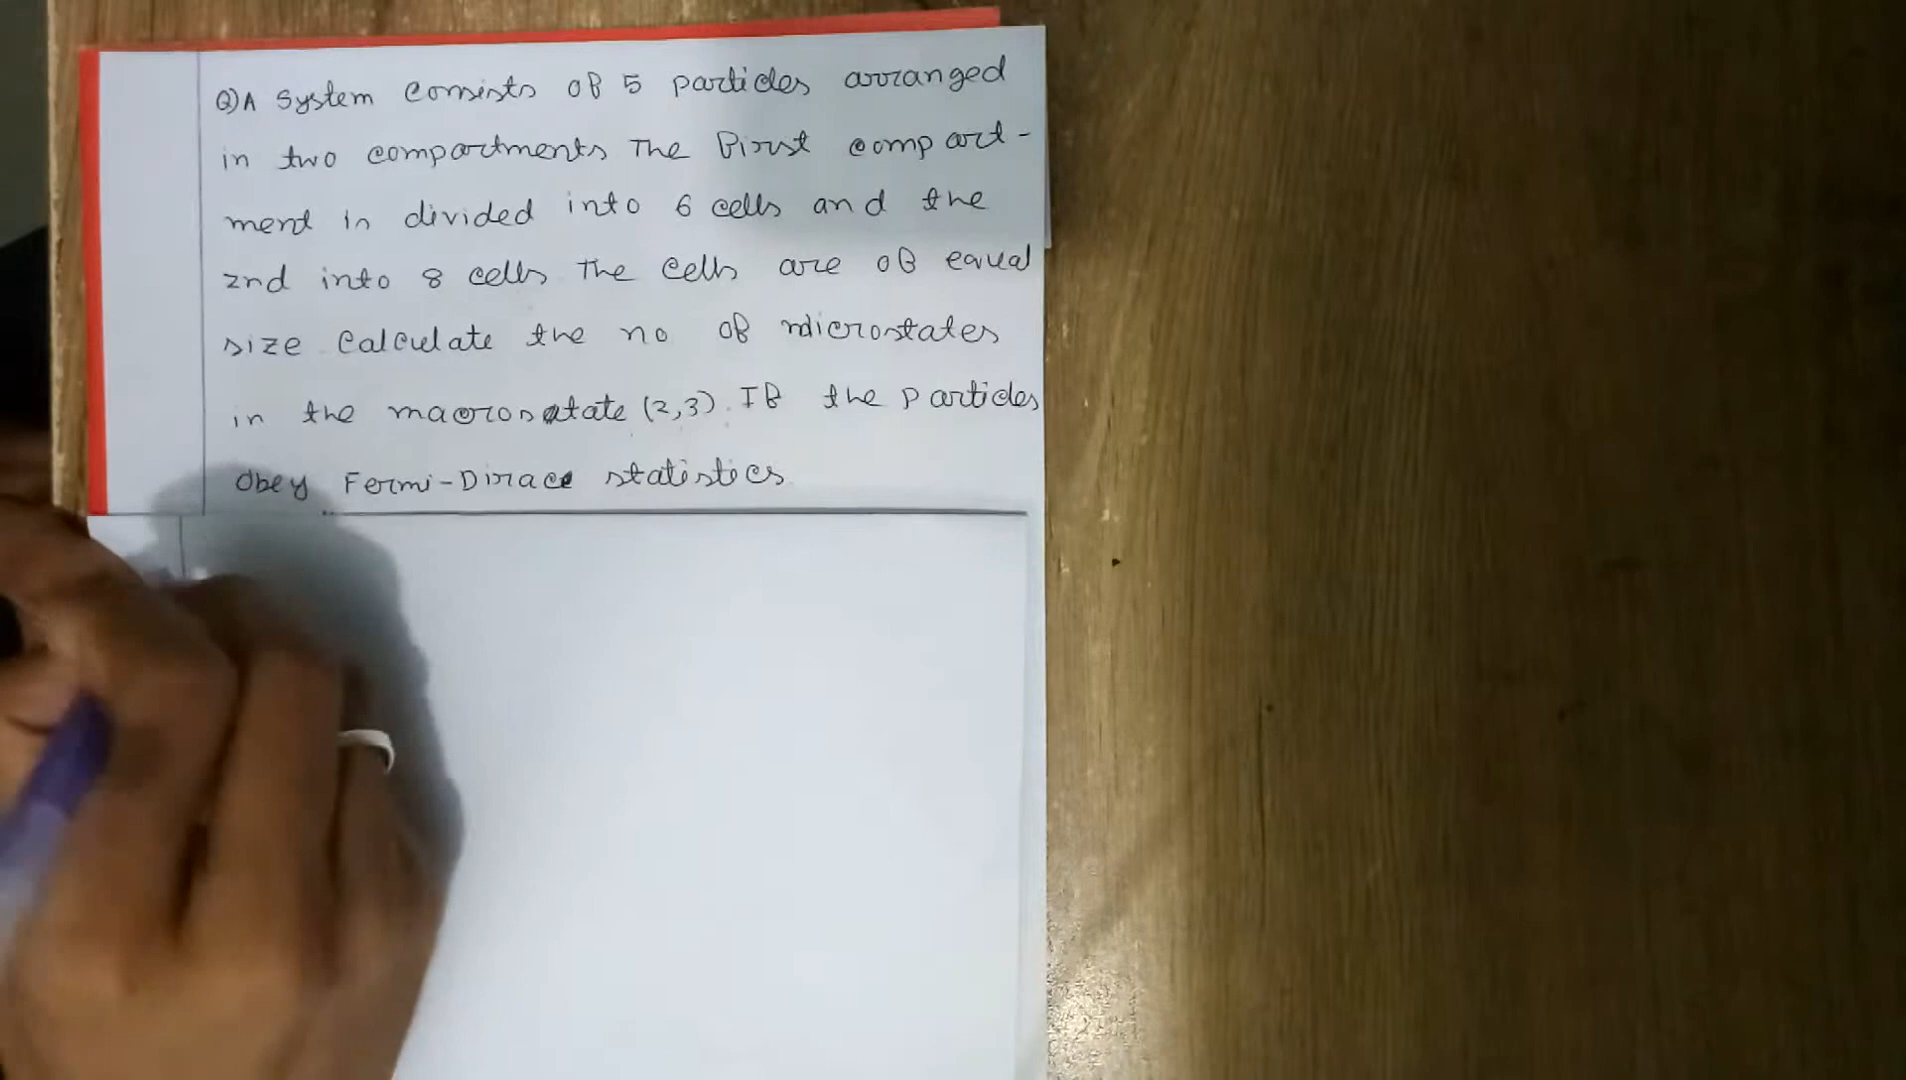 Q) A System consists of 5 particles arranged
in two compartments The first compart-
ment is divided into 6 cells and the
2nd into 8 cells The cells are of equal
size calculate the no of microstates
in the macrostate (2,3). If the particles
obey Fermi-Dirac statistics